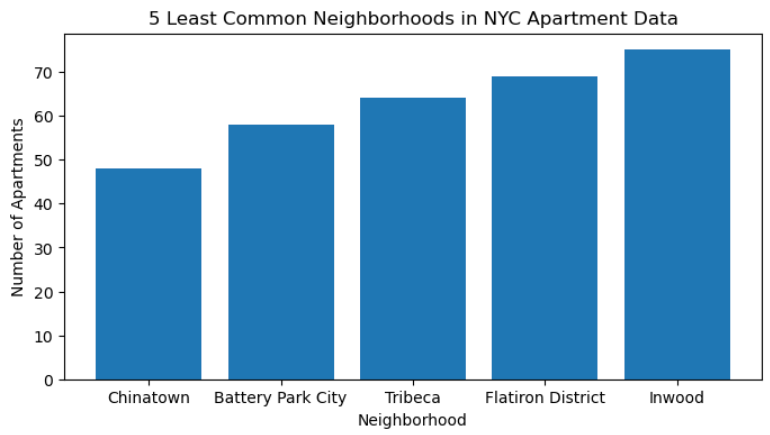 5 Least Common Neighborhoods in NYC Apartment Data
Number of Apartments
70
60
50
40
30
20
10
0
Chinatown Battery Park City Tribeca Flatiron District Inwood
Neighborhood